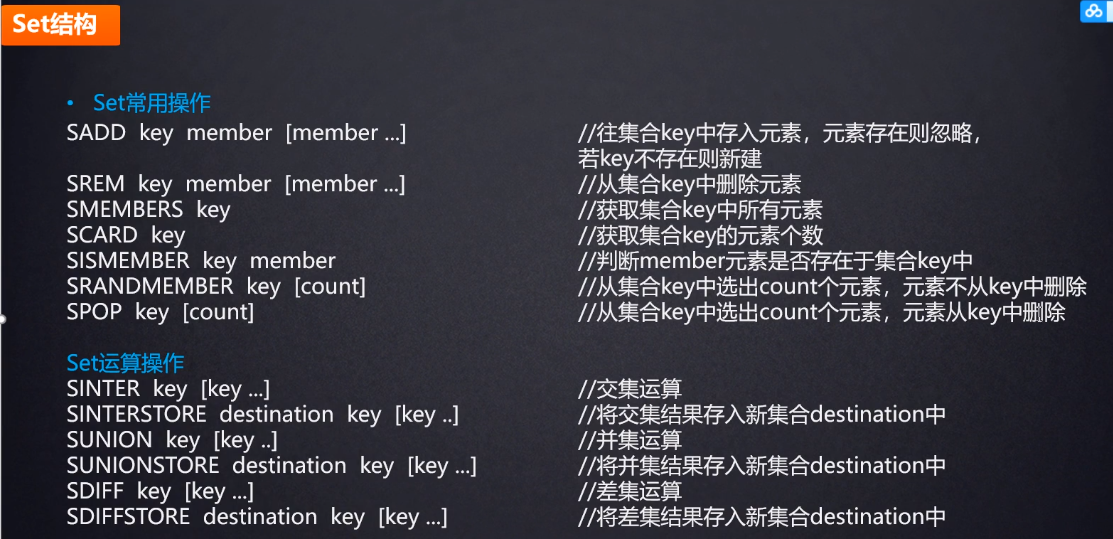 Set结构
• Set常用操作
SADD key member [member ...] //往集合key中存入元素，元素存在则忽略，
若key不存在则新建
SREM key member [member ...] //从集合key中删除元素
SMEMBERS key //获取集合key中所有元素
SCARD key //获取集合key的元素个数
SISMEMBER key member //判断member元素是否存在于集合key中
SRANDMEMBER key [count] //从集合key中选出count个元素，元素不从key中删除
SPOP key [count] //从集合key中选出count个元素，元素从key中删除
Set运算操作
SINTER key [key ...] //交集运算
SINTERSTORE destination key [key ..] //将交集结果存入新集合destination中
SUNION key [key ..] //并集运算
SUNIONSTORE destination key [key ...] //将并集结果存入新集合destination中
SDIFF key [key ...] //差集运算
SDIFFSTORE destination key [key ...] //将差集结果存入新集合destination中